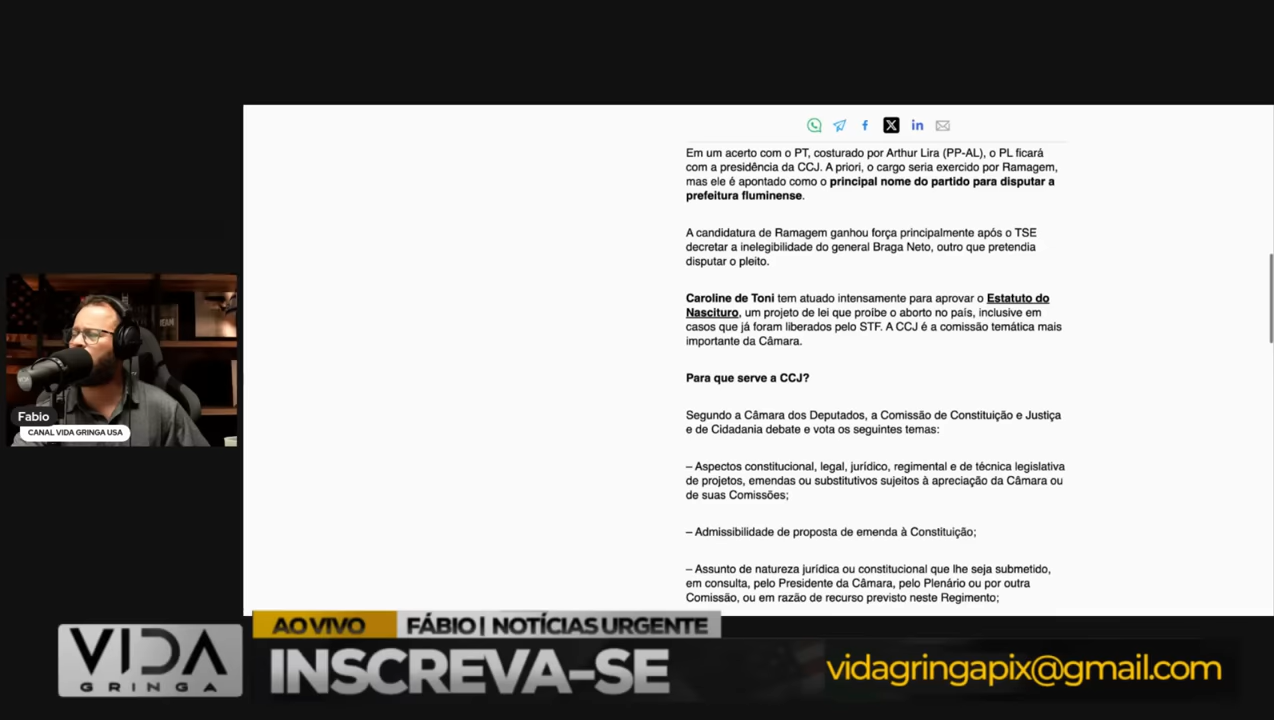 Em um acerto com o PT, costurado por Arthur Lira (PP-AL), o PL ficará
com a presidência da CCJ. A priori, o cargo seria exercido por Ramagem,
mas ele é apontado como o principal nome do partido para disputar a
prefeitura fluminense.
A candidatura de Ramagem ganhou força principalmente após o TSE
decretar a inelegibilidade do general Braga Neto, outro que pretendia
disputar o pleito.
Caroline de Toni tem atuado intensamente para aprovar o Estatuto do
Nascituro, um projeto de lei que proíbe o aborto no país, inclusive em
casos que já foram liberados pelo STF. A CCJ é a comissão temática mais
importante da Câmara.
Para que serve a CCJ?
Segundo a Câmara dos Deputados, a Comissão de Constituição e Justiça
e de Cidadania debate e vota os seguintes temas:
– Aspectos constitucional, legal, jurídico, regimental e de técnica legislativa
de projetos, emendas ou substitutivos sujeitos à apreciação da Câmara ou
de suas Comissões;
– Admissibilidade de proposta de emenda à Constituição;
– Assunto de natureza jurídica ou constitucional que lhe seja submetido,
em consulta, pelo Presidente da Câmara, pelo Plenário ou por outra
Comissão, ou em razão de recurso previsto neste Regimento;
Fabio
CANAL VIDA GRINGA USA
AO VIVO FÁBIO | NOTÍCIAS URGENTE
VIDA
GRINGA
INSCREVA-SE
vidagringapix@gmail.com